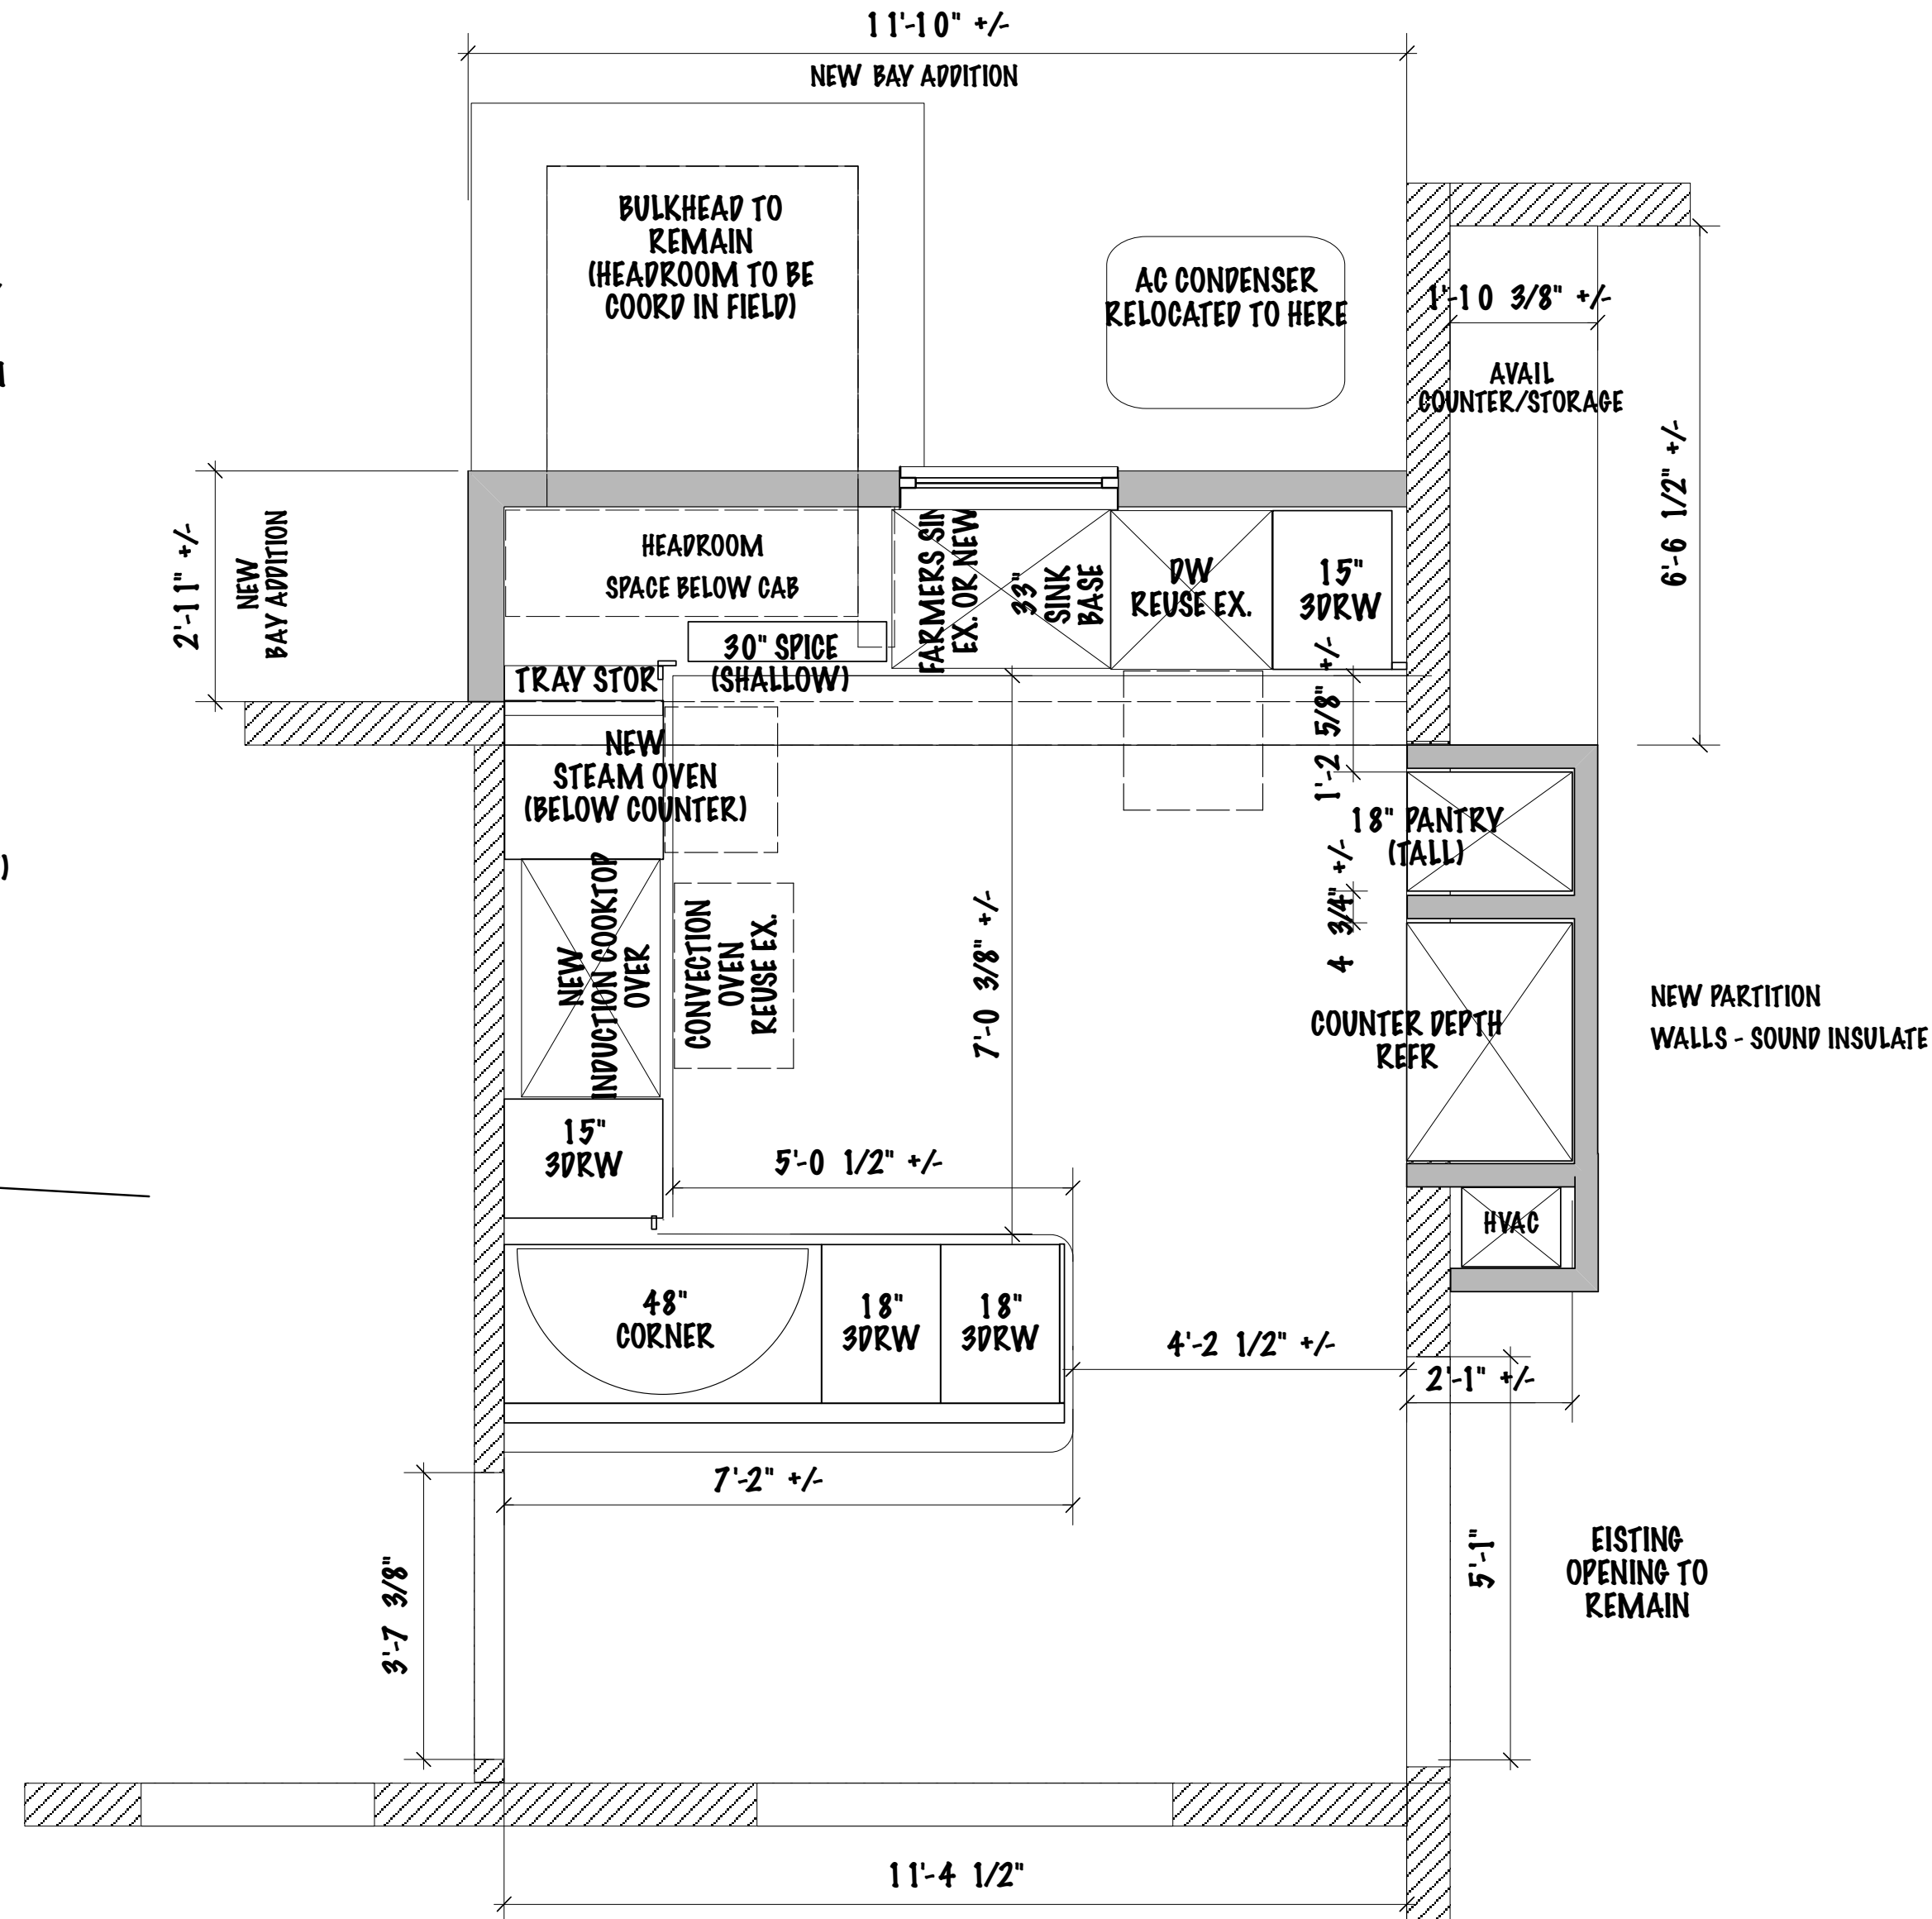 11'-10" +/-
NEW BAY ADDITION
BULKHEAD TO
REMAIN
(HEADROOM TO BE
COORD IN FIELD)
AC CONDENSER
RELOCATED TO HERE
1'-10 3/8" +/-
AVAIL
COUNTER/STORAGE
6'-6 1/2" +/-
2'-11" +/-
NEW
BAY ADDITION
HEADROOM
SPACE BELOW CAB
FARMERS SIN
EX. OR NEW
33"
SINK
BASE
DW
REUSE EX.
15"
3DRW
30" SPICE
(SHALLOW)
TRAY STOR
NEW
STEAM OVEN
(BELOW COUNTER)
1'-2 5/8" +/-
18" PANTRY
(TALL)
4 3/4" +/-
NEW
INDUCTION COOKTOP
OVER
CONVECTION
OVEN
REUSE EX.
7'-0 3/8" +/-
COUNTER DEPTH
REFR
NEW PARTITION
WALLS - SOUND INSULATE
)
15"
3DRW
5'-0 1/2" +/-
HVAC
48"
CORNER
18"
3DRW
18"
3DRW
4'-2 1/2" +/-
2'-1" +/-
7'-2" +/-
3'-7 3/8"
5'-1"
EISTING
OPENING TO
REMAIN
11'-4 1/2"